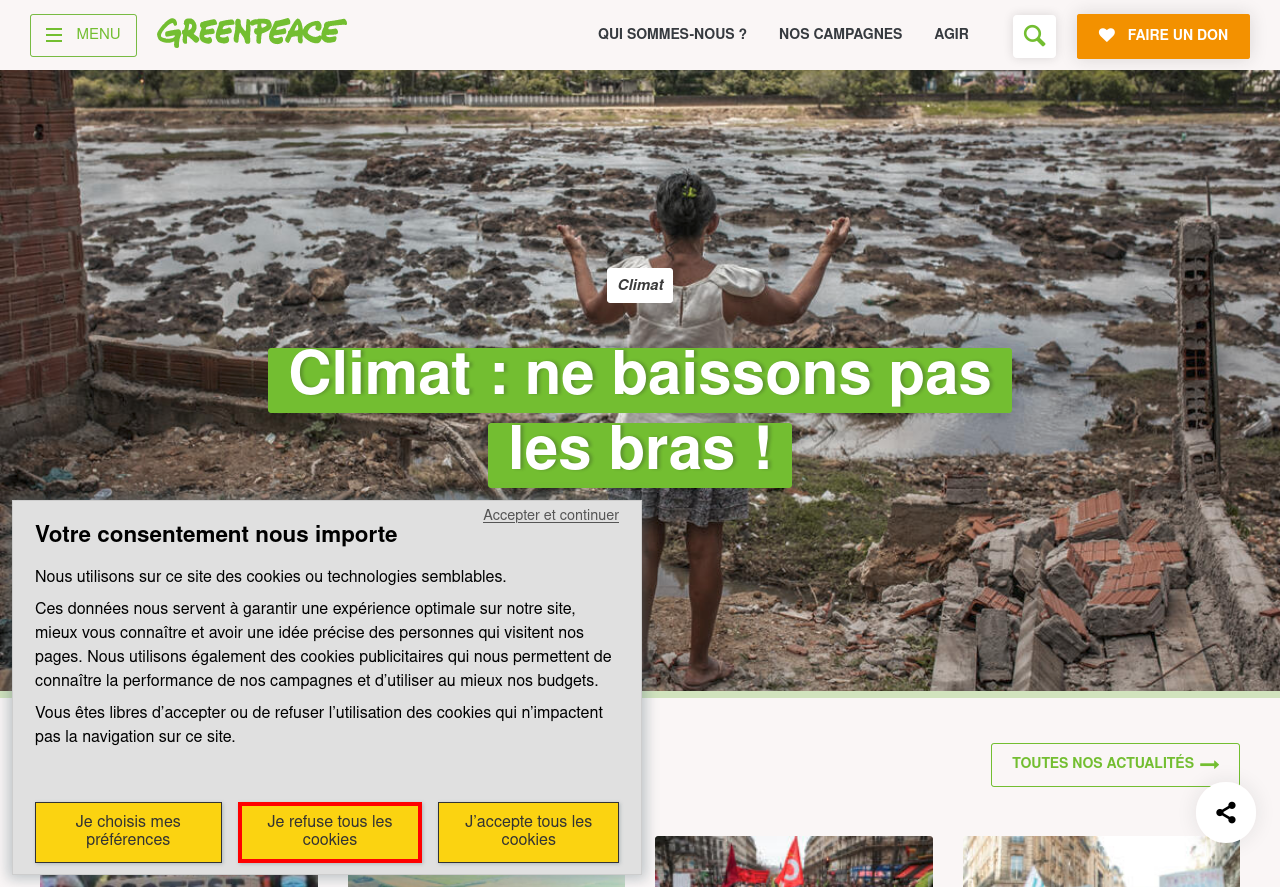 MENU
GREENPEACE
QUI SOMMES-NOUS ?
NOS CAMPAGNES
AGIR
FAIRE UN DON
Climat
Climat : ne baissons pas
les bras !
Accepter et continuer
Votre consentement nous importe
Nous utilisons sur ce site des cookies ou technologies semblables.
Ces données nous servent à garantir une expérience optimale sur notre site,
mieux vous connaître et avoir une idée précise des personnes qui visitent nos
pages. Nous utilisons également des cookies publicitaires qui nous permettent de
connaître la performance de nos campagnes et d’utiliser au mieux nos budgets.
Vous êtes libres d’accepter ou de refuser l’utilisation des cookies qui n’impactent
pas la navigation sur ce site.
Je choisis mes
préférences
Je refuse tous les
cookies
J’accepte tous les
cookies
TOUTES NOS ACTUALITÉS